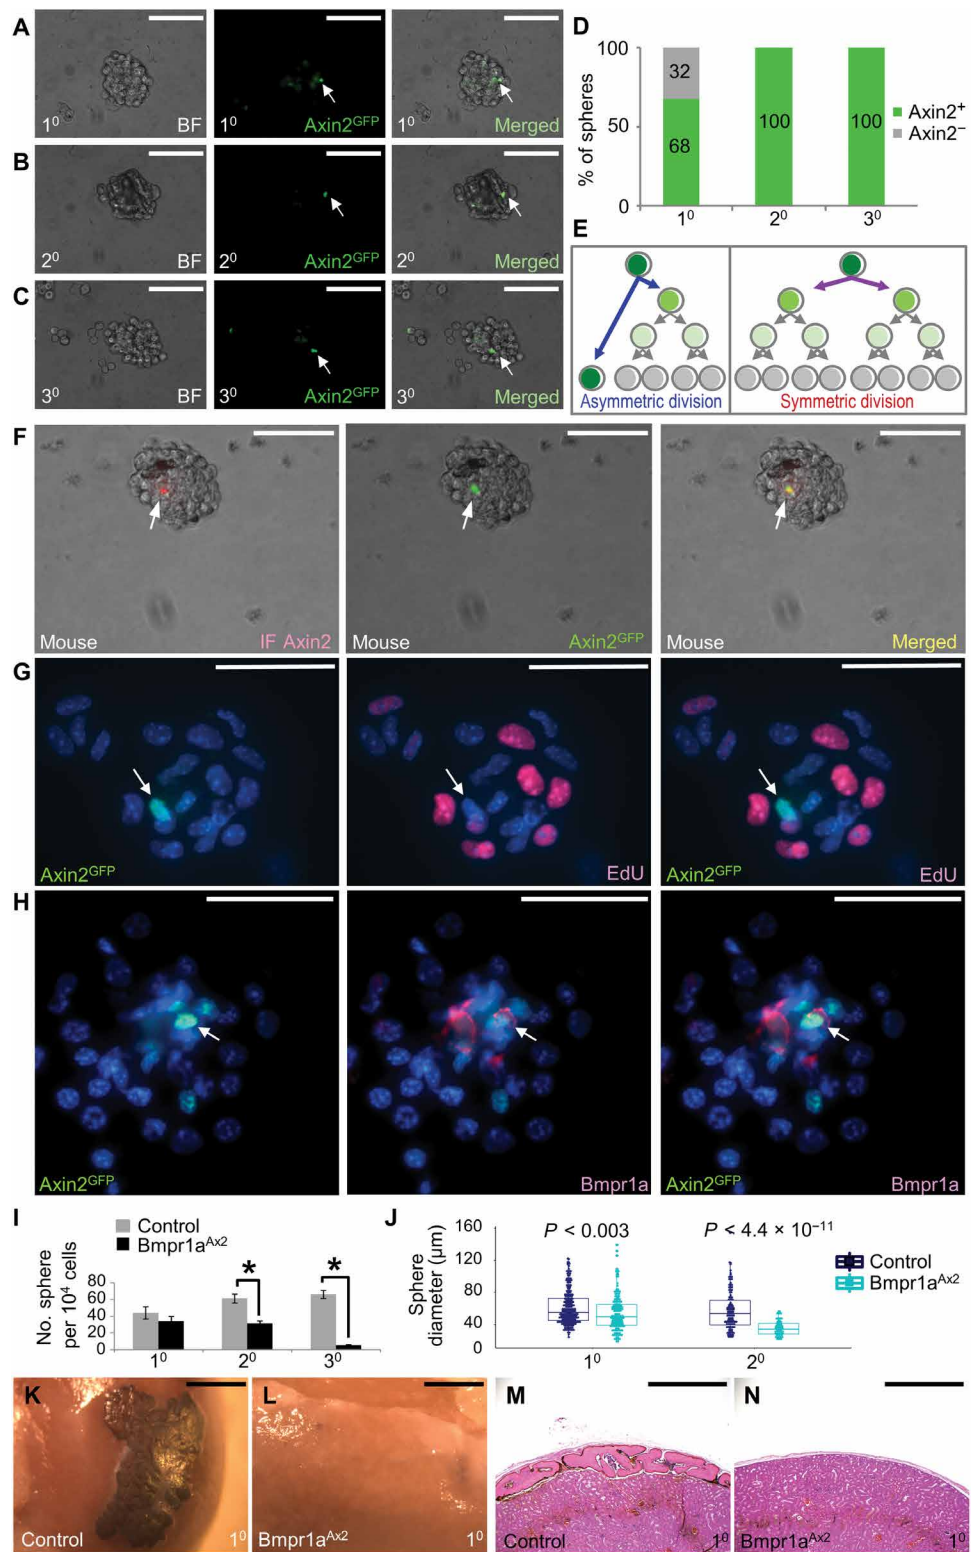 A
1⁰ BF
1⁰ Axin2ᴳᶠᴾ
1⁰ Merged
B
2⁰ BF
2⁰ Axin2ᴳᶠᴾ
2⁰ Merged
C
3⁰ BF
3⁰ Axin2ᴳᶠᴾ
3⁰ Merged
D
% of spheres
100
50
0
32
68
100
100
1⁰ 2⁰ 3⁰
Axin2⁺
Axin2⁻
E
Asymmetric division
Symmetric division
F
Mouse IF Axin2
Mouse Axin2ᴳᶠᴾ
Mouse Merged
G
Axin2ᴳᶠᴾ
EdU
Axin2ᴳᶠᴾ EdU
H
Axin2ᴳᶠᴾ
Bmpr1a
Axin2ᴳᶠᴾ Bmpr1a
I
Control
Bmpr1aᴬˣ²
No. sphere
per 10⁴ cells
80
60
40
20
0
* *
1⁰ 2⁰ 3⁰
J
Sphere
diameter (µm)
160
120
80
40
0
P < 0.003
P < 4.4 × 10⁻¹¹
Control
Bmpr1aᴬˣ²
1⁰ 2⁰
K
Control 1⁰
L
Bmpr1aᴬˣ² 1⁰
M
Control 1⁰
N
Bmpr1aᴬˣ² 1⁰